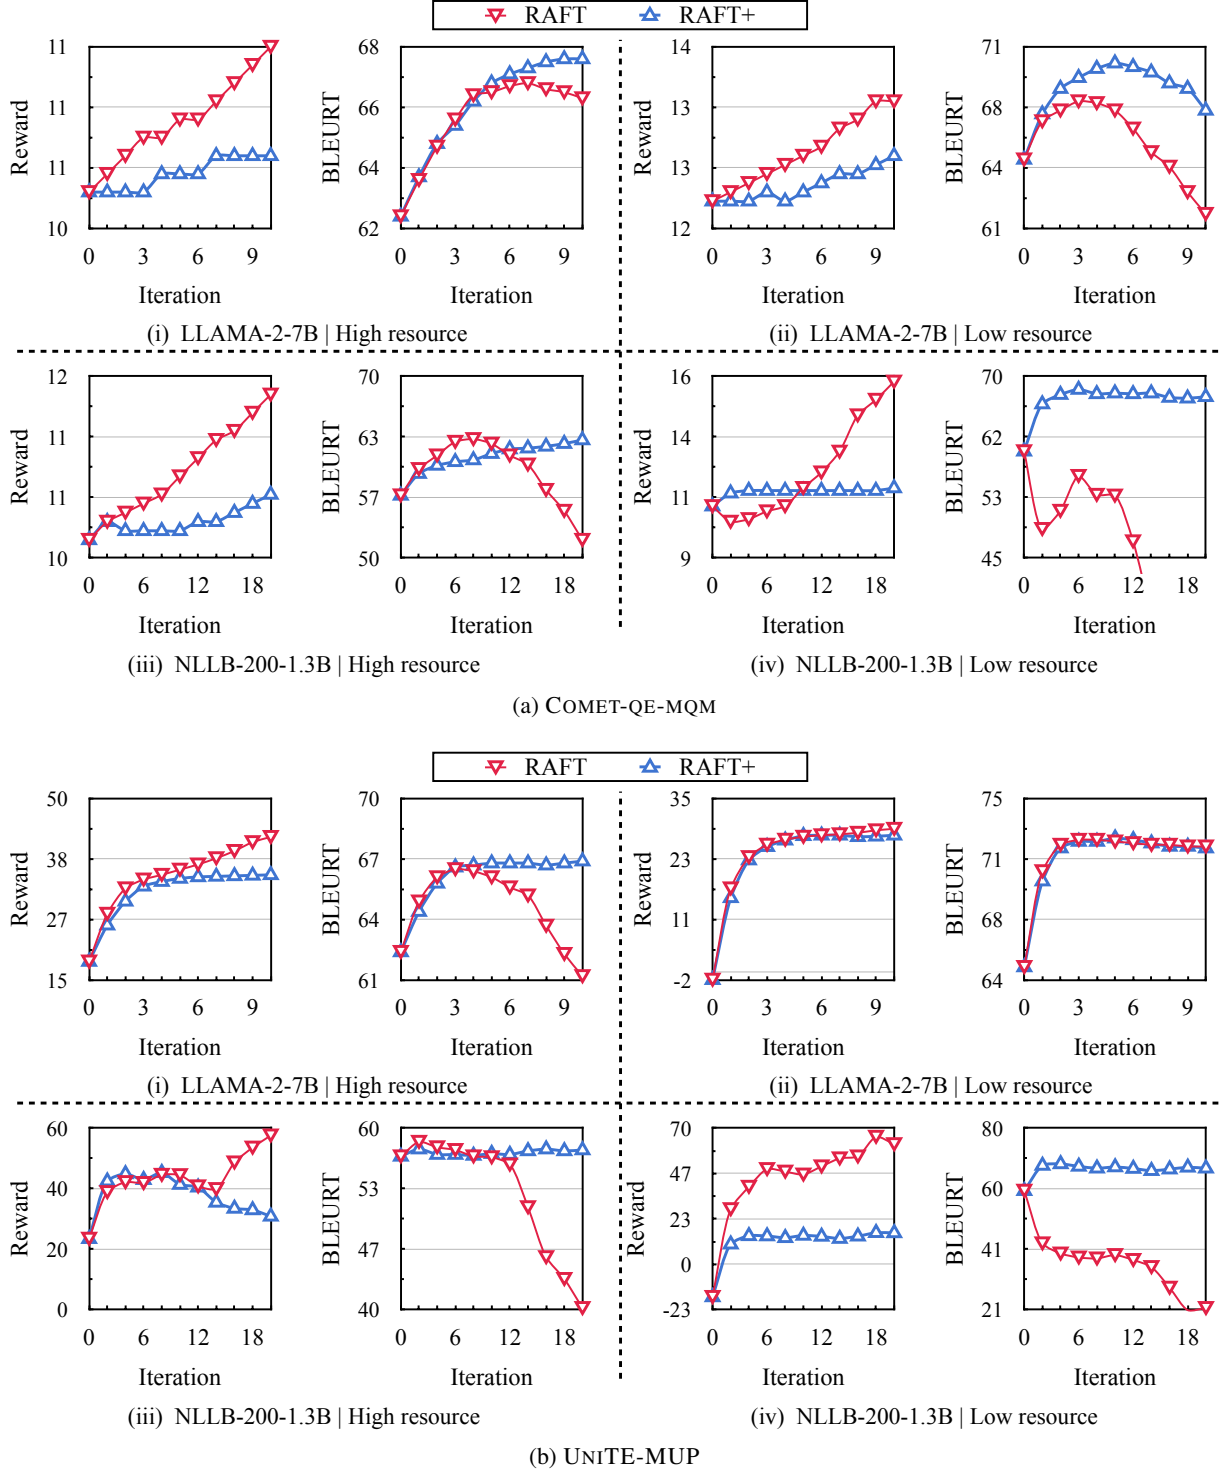 RAFT RAFT+
11
11
11
10
Reward
0 3 6 9
Iteration
68
66
64
62
BLEURT
0 3 6 9
Iteration
(i) LLAMA-2-7B | High resource
14
13
13
12
Reward
0 3 6 9
Iteration
71
68
64
61
BLEURT
0 3 6 9
Iteration
(ii) LLAMA-2-7B | Low resource
12
11
11
10
Reward
0 6 12 18
Iteration
70
63
57
50
BLEURT
0 6 12 18
Iteration
(iii) NLLB-200-1.3B | High resource
16
14
11
9
Reward
0 6 12 18
Iteration
70
62
53
45
BLEURT
0 6 12 18
Iteration
(iv) NLLB-200-1.3B | Low resource
(a) COMET-QE-MQM
RAFT RAFT+
50
38
27
15
Reward
0 3 6 9
Iteration
70
67
64
61
BLEURT
0 3 6 9
Iteration
(i) LLAMA-2-7B | High resource
35
23
11
-2
Reward
0 3 6 9
Iteration
75
71
68
64
BLEURT
0 3 6 9
Iteration
(ii) LLAMA-2-7B | Low resource
60
40
20
0
Reward
0 6 12 18
Iteration
60
53
47
40
BLEURT
0 6 12 18
Iteration
(iii) NLLB-200-1.3B | High resource
70
47
23
0
-23
Reward
0 6 12 18
Iteration
80
60
41
21
BLEURT
0 6 12 18
Iteration
(iv) NLLB-200-1.3B | Low resource
(b) UNITE-MUP